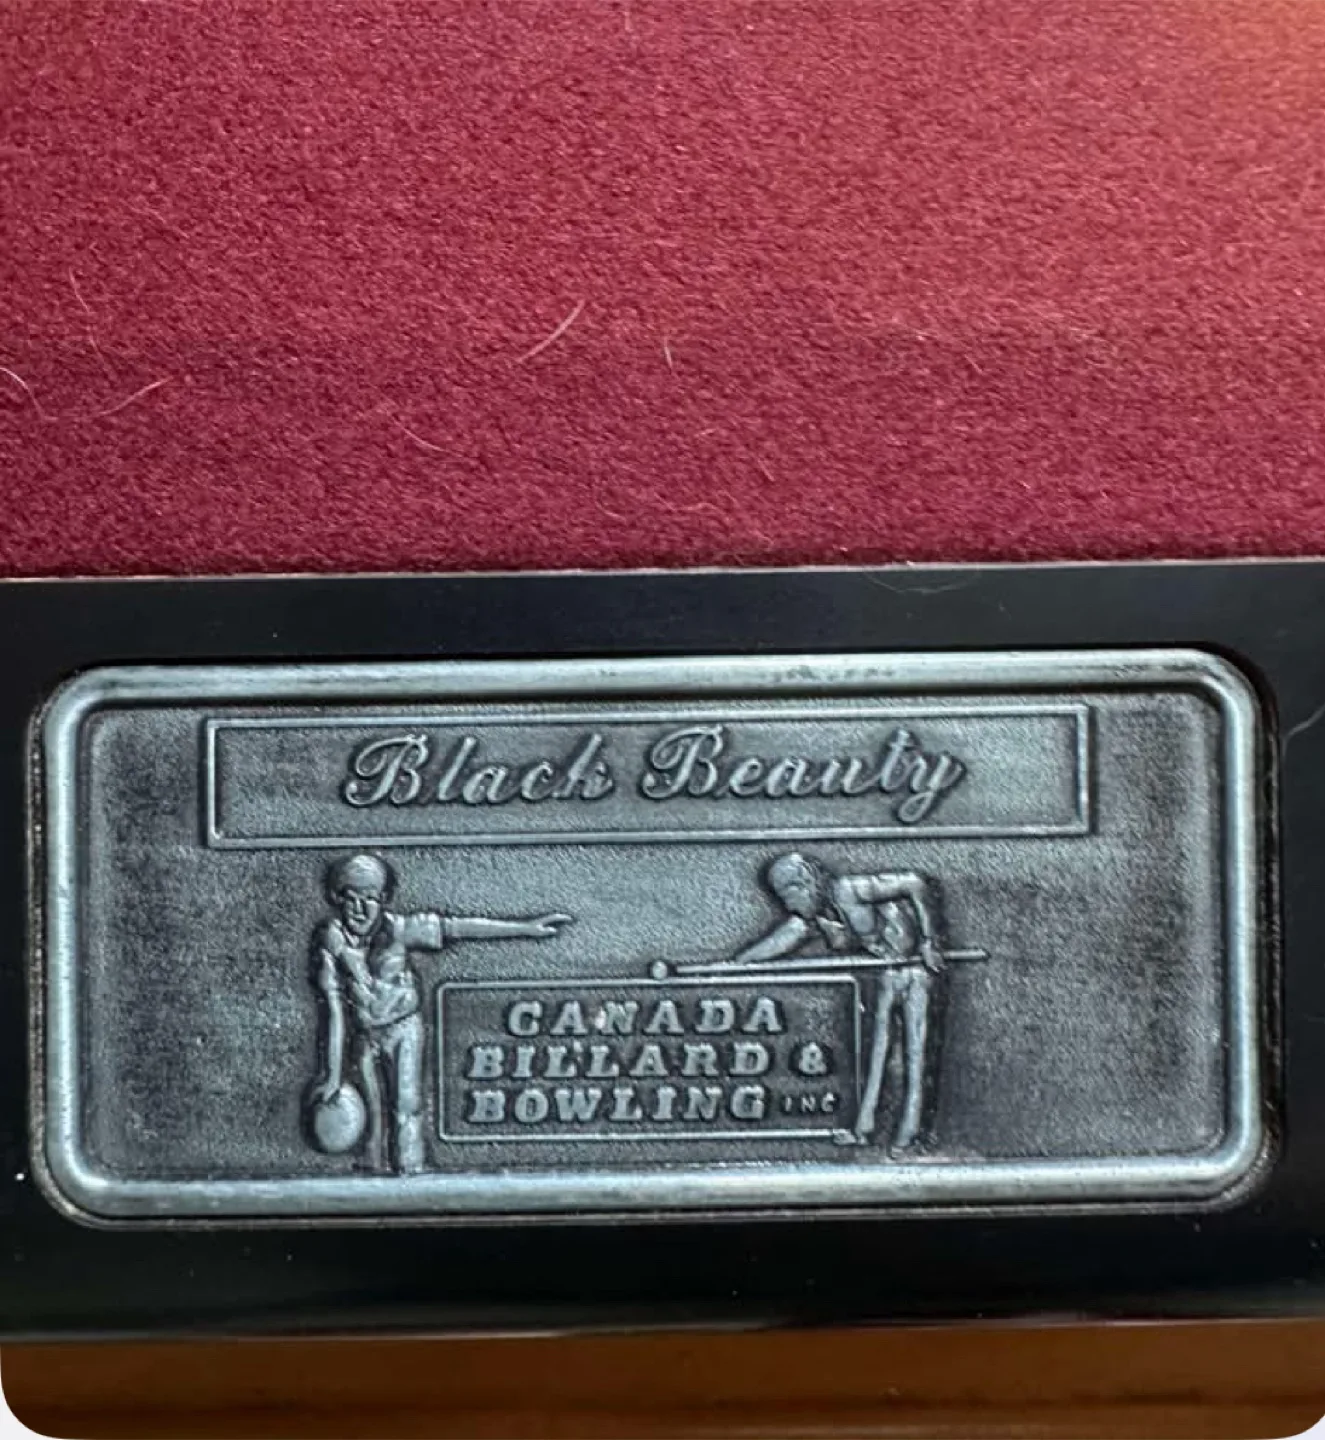 Black Beauty
CANADA
BILLARD &
BOWLING INC